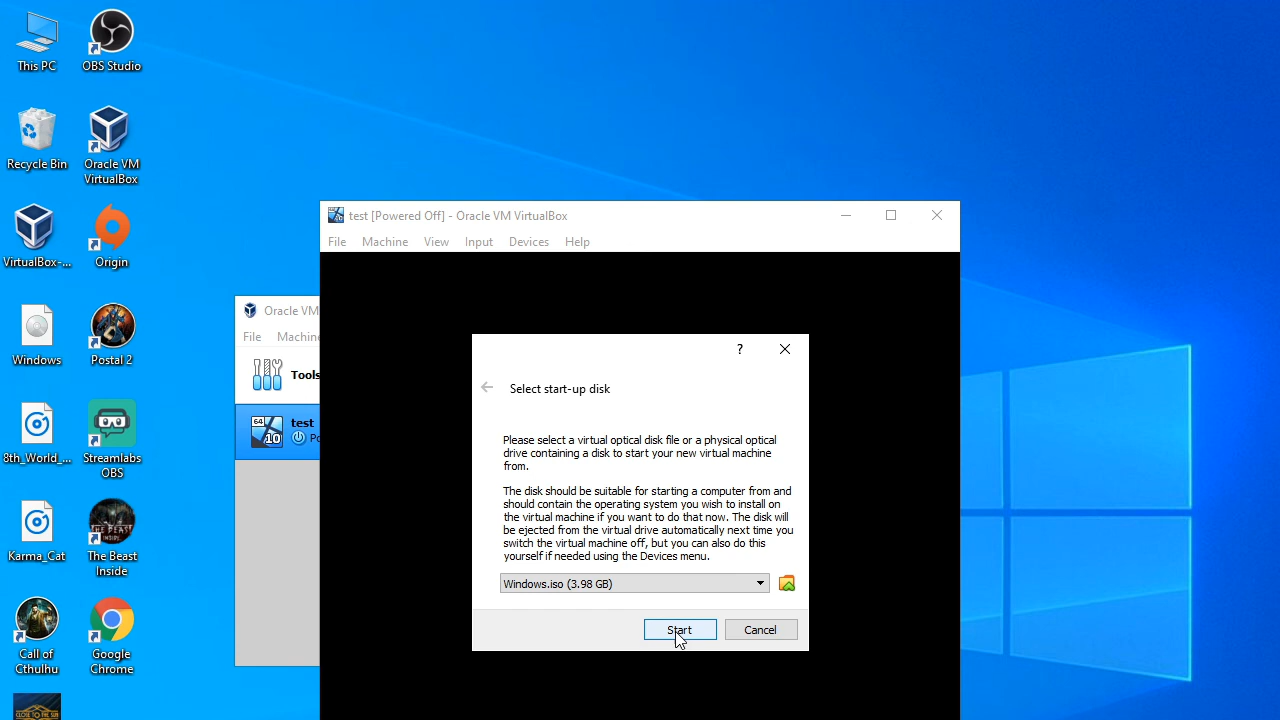 This PC
OBS Studio
Recycle Bin
Oracle VM
VirtualBox
VirtualBox-...
Origin
Windows
Postal 2
8th_World_...
Streamlabs
OBS
Karma_Cat
The Beast
Inside
Call of
Cthulhu
Google
Chrome
CLOSE TO THE SUN
Oracle VM
File
Machine
Tools
64
10
test
Po
test [Powered Off] - Oracle VM VirtualBox
File Machine View Input Devices Help
?
Select start-up disk
Please select a virtual optical disk file or a physical optical
drive containing a disk to start your new virtual machine
from.
The disk should be suitable for starting a computer from and
should contain the operating system you wish to install on
the virtual machine if you want to do that now. The disk will
be ejected from the virtual drive automatically next time you
switch the virtual machine off, but you can also do this
yourself if needed using the Devices menu.
Windows.iso (3.98 GB)
Start
Cancel